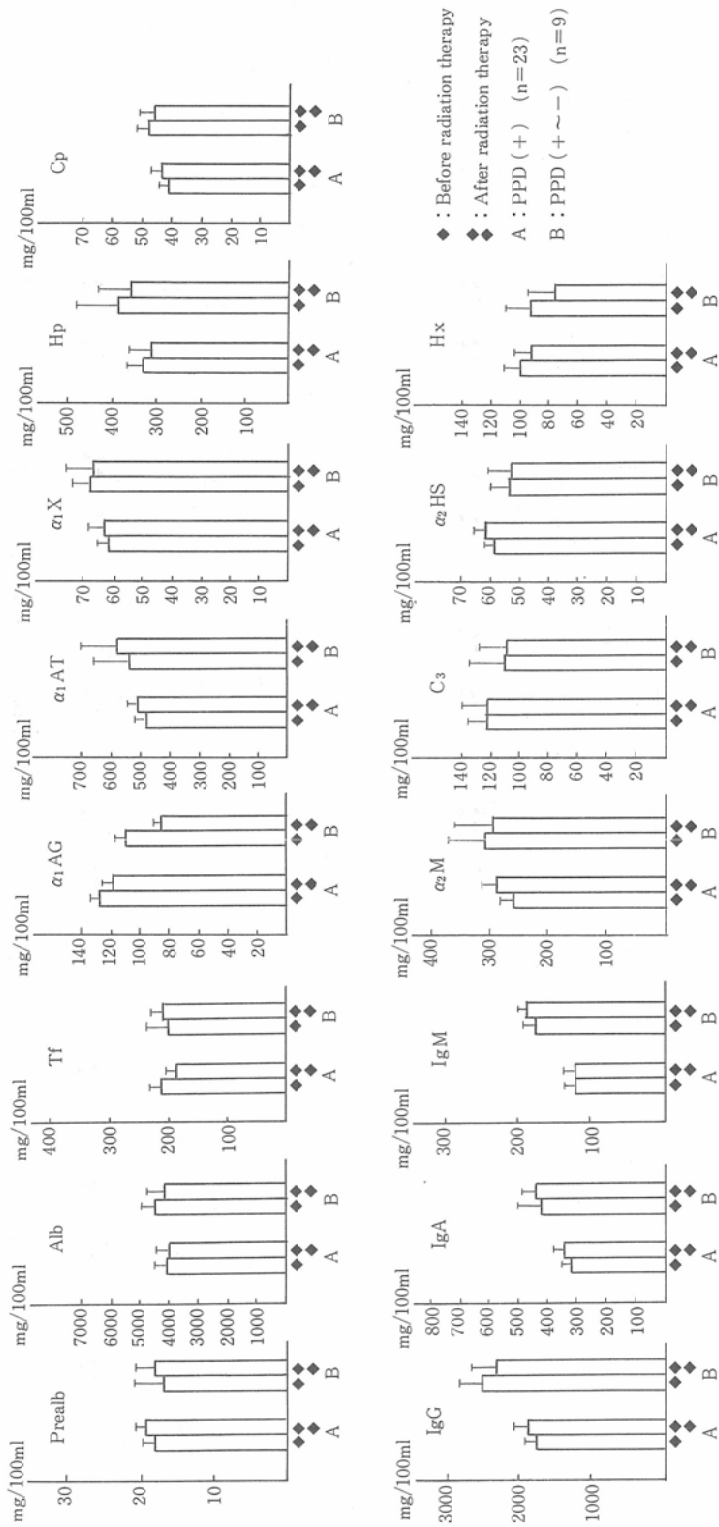 mg/100ml
Prealb
30
20
10
◆ ◆◆ ◆ ◆◆
A B
mg/100ml
Alb
7000
6000
5000
4000
3000
2000
1000
◆ ◆◆ ◆ ◆◆
A B
mg/100ml
Tf
400
300
200
100
◆ ◆◆ ◆ ◆◆
A B
mg/100ml
α₁AG
140
120
100
80
60
40
20
◆ ◆◆ ◆ ◆◆
A B
mg/100ml
α₁AT
700
600
500
400
300
200
100
◆ ◆◆ ◆ ◆◆
A B
mg/100ml
α₁X
70
60
50
40
30
20
10
◆ ◆◆ ◆ ◆◆
A B
mg/100ml
Hp
500
400
300
200
100
◆ ◆◆ ◆ ◆◆
A B
mg/100ml
Cp
70
60
50
40
30
20
10
◆ ◆◆ ◆ ◆◆
A B
mg/100ml
IgG
3000
2000
1000
◆ ◆◆ ◆ ◆◆
A B
mg/100ml
IgA
800
700
600
500
400
300
200
100
◆ ◆◆ ◆ ◆◆
A B
mg/100ml
IgM
300
200
100
◆ ◆◆ ◆ ◆◆
A B
mg/100ml
α₂M
400
300
200
100
◆ ◆◆ ◆ ◆◆
A B
mg/100ml
C₃
140
120
100
80
60
40
20
◆ ◆◆ ◆ ◆◆
A B
mg/100ml
α₂HS
70
60
50
40
30
20
10
◆ ◆◆ ◆ ◆◆
A B
mg/100ml
Hx
140
120
100
80
60
40
20
◆ ◆◆ ◆ ◆◆
A B
◆ : Before radiation therapy
◆◆ : After radiation therapy
A : PPD (+) (n=23)
B : PPD (+~−) (n=9)